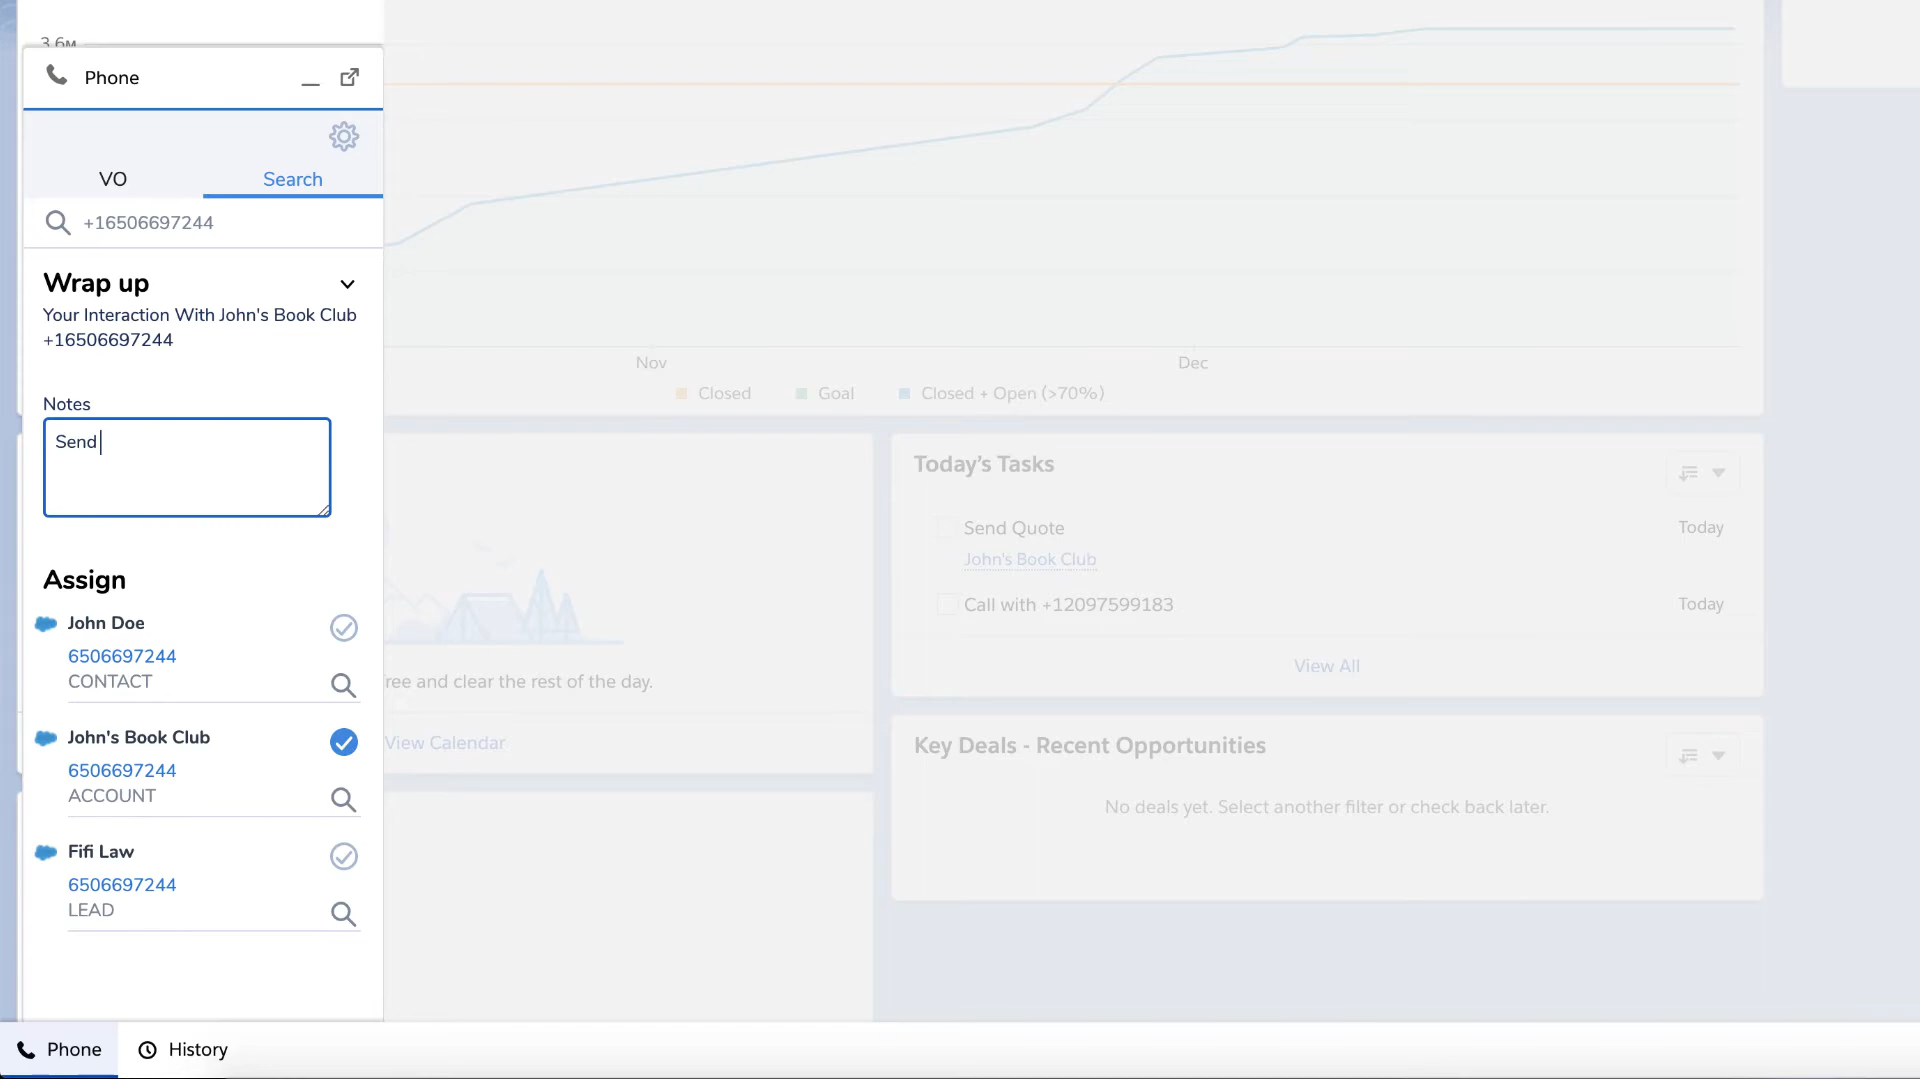 3.6M
Phone
VO
Search
+16506697244
Wrap up
Your Interaction With John's Book Club
+16506697244
Notes
Send
Assign
John Doe
6506697244
CONTACT
John's Book Club
6506697244
ACCOUNT
Fifi Law
6506697244
LEAD
Nov
Dec
Closed
Goal
Closed + Open (>70%)
ree and clear the rest of the day.
View Calendar
Today's Tasks
Send Quote
Today
John's Book Club
Call with +12097599183
Today
View All
Key Deals - Recent Opportunities
No deals yet. Select another filter or check back later.
Phone
History